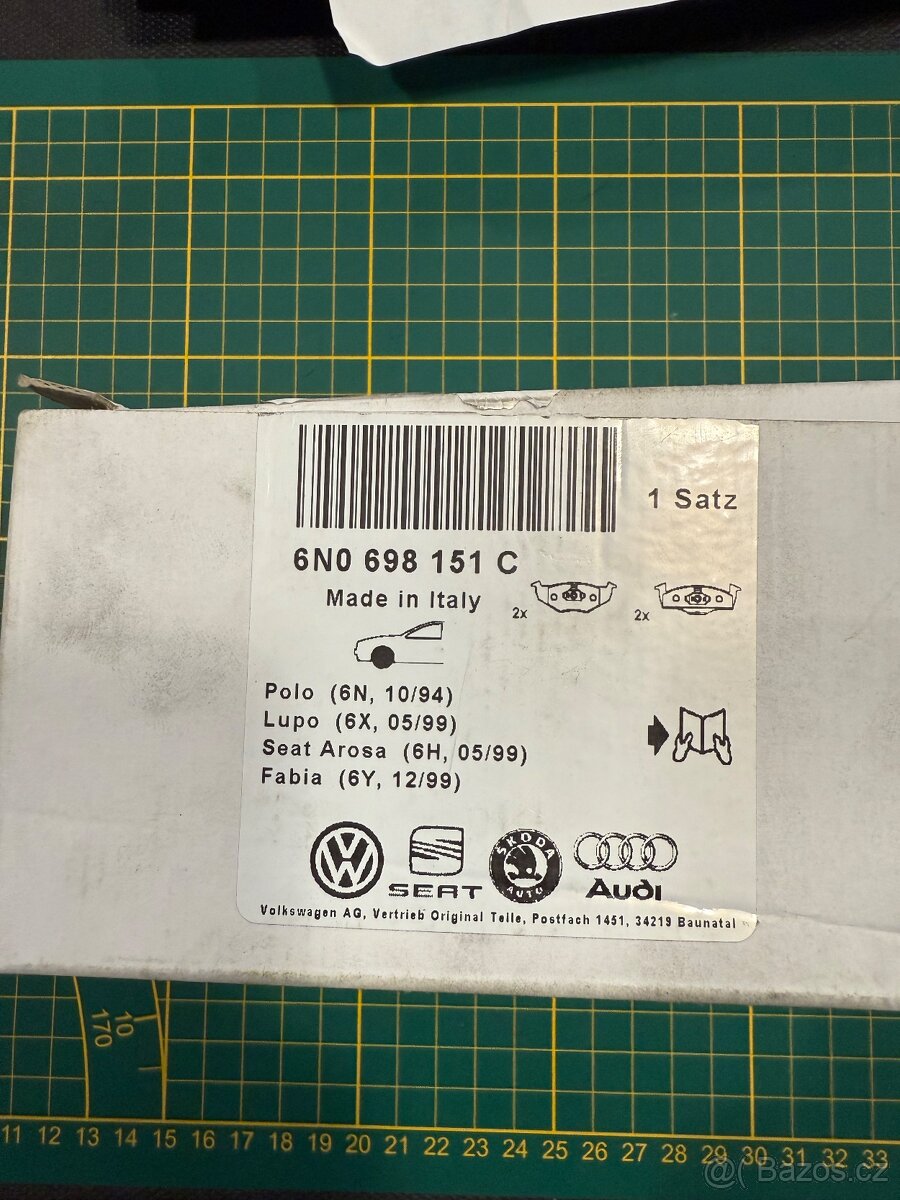 1 Satz
6N0 698 151 C
Made in Italy
2x
2x
Polo (6N, 10/94)
Lupo (6X, 05/99)
Seat Arosa (6H, 05/99)
Fabia (6Y, 12/99)
SEAT
ŠKODA
AUTO
Audi
Volkswagen AG, Vertrieb Original Teile, Postfach 1451, 34219 Baunatal
10
170
11 12 13 14 15 16 17 18 19 20 21 22 23 24 25 26 27 28 29 30 31 32 33
@( Bazos.cz